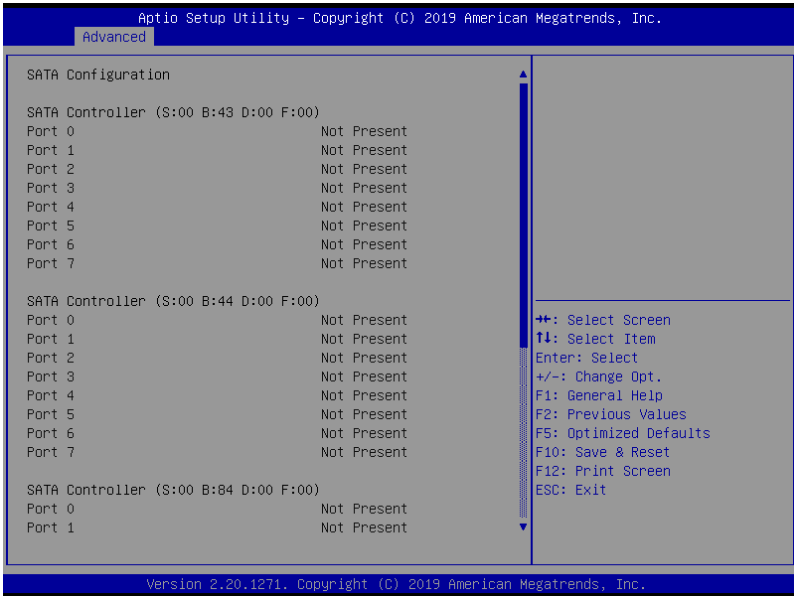 Aptio Setup Utility – Copyright (C) 2019 American Megatrends, Inc.
Advanced
SATA Configuration
SATA Controller (S:00 B:43 D:00 F:00)
Port 0 Not Present
Port 1 Not Present
Port 2 Not Present
Port 3 Not Present
Port 4 Not Present
Port 5 Not Present
Port 6 Not Present
Port 7 Not Present
SATA Controller (S:00 B:44 D:00 F:00)
Port 0 Not Present
Port 1 Not Present
Port 2 Not Present
Port 3 Not Present
Port 4 Not Present
Port 5 Not Present
Port 6 Not Present
Port 7 Not Present
SATA Controller (S:00 B:84 D:00 F:00)
Port 0 Not Present
Port 1 Not Present
→←: Select Screen
↑↓: Select Item
Enter: Select
+/-: Change Opt.
F1: General Help
F2: Previous Values
F5: Optimized Defaults
F10: Save & Reset
F12: Print Screen
ESC: Exit
Version 2.20.1271. Copyright (C) 2019 American Megatrends, Inc.